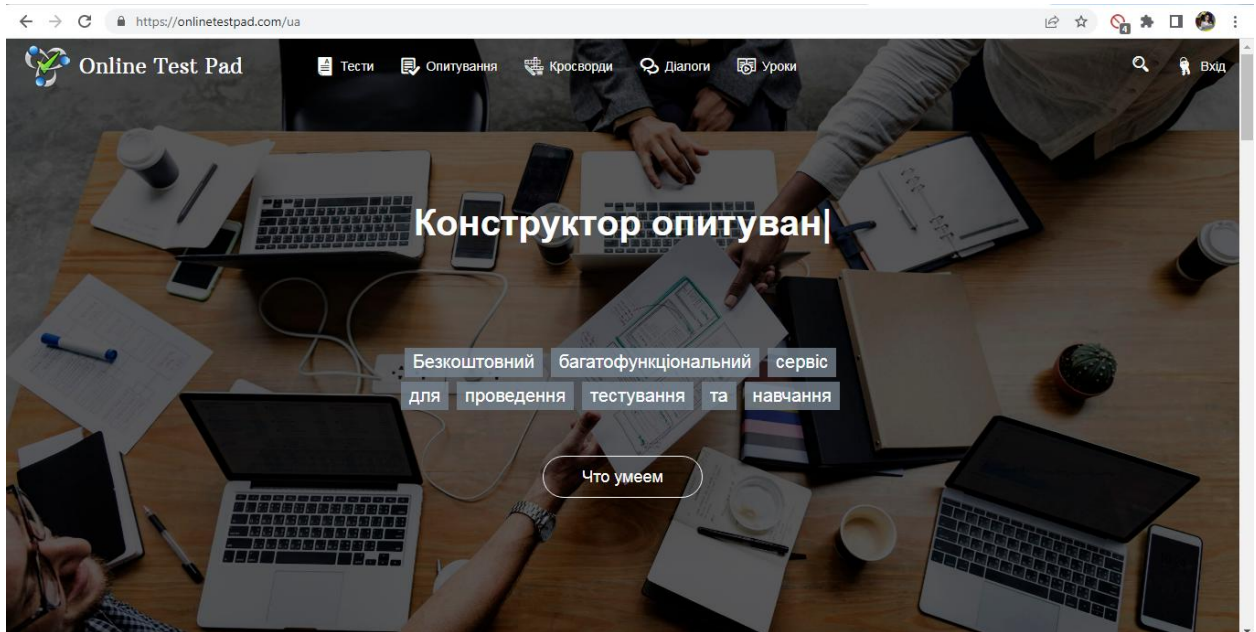 https://onlinetestpad.com/ua
4
Online Test Pad Тести Опитування Кросворди Діалоги Уроки Вхід
Конструктор опитуван|
Безкоштовний багатофункціональний сервіс
для проведення тестування та навчання
Что умеем